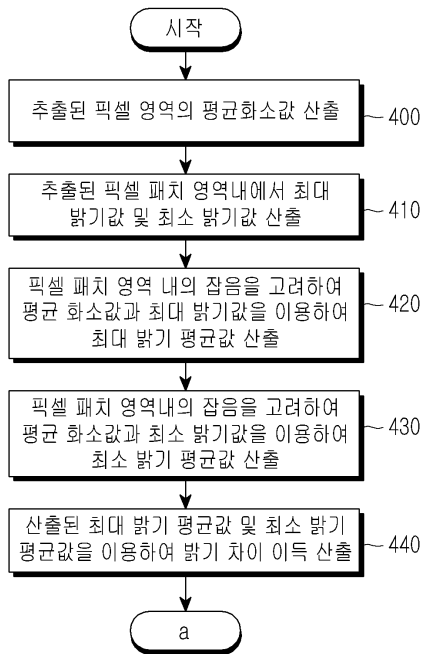 시작
추출된 픽셀 영역의 평균화소값 산출
400
추출된 픽셀 패치 영역내에서 최대
밝기값 및 최소 밝기값 산출
410
픽셀 패치 영역 내의 잡음을 고려하여
평균 화소값과 최대 밝기값을 이용하여
최대 밝기 평균값 산출
420
픽셀 패치 영역내의 잡음을 고려하여
평균 화소값과 최소 밝기값을 이용하여
최소 밝기 평균값 산출
430
산출된 최대 밝기 평균값 및 최소 밝기
평균값을 이용하여 밝기 차이 이득 산출
440
a